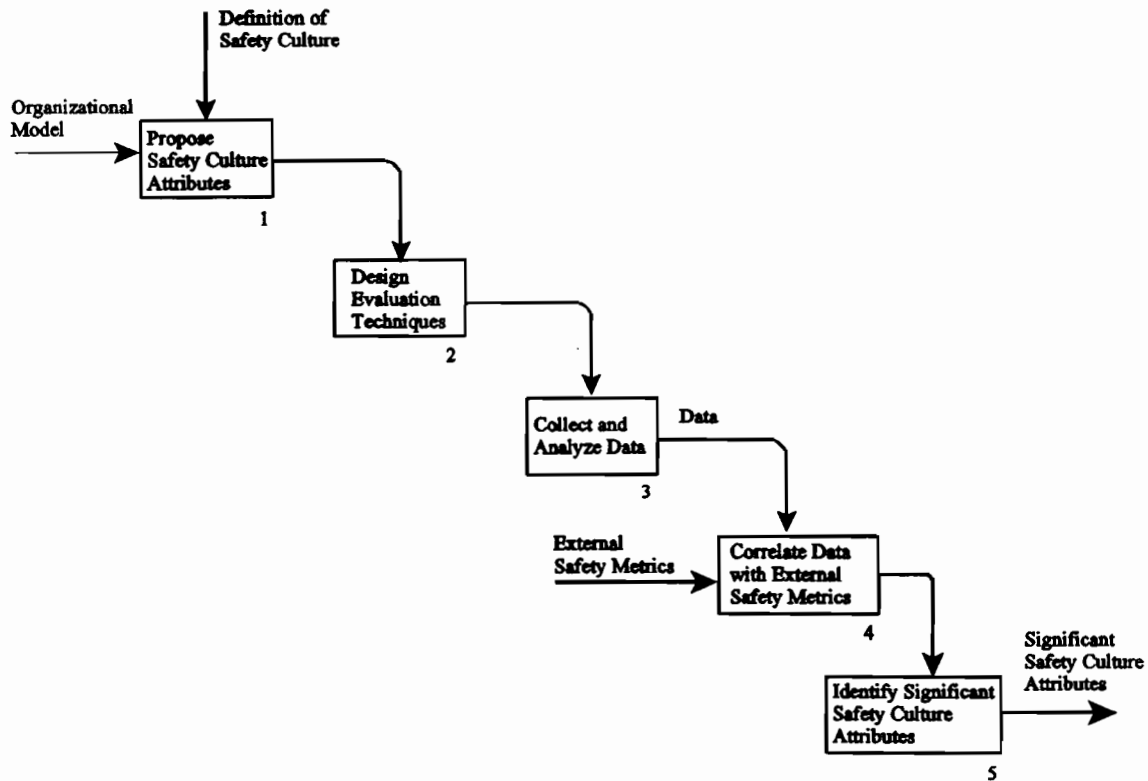 Definition of
Safety Culture
Organizational
Model
Propose
Safety Culture
Attributes
1
Design
Evaluation
Techniques
2
Collect and
Analyze Data
3
Data
External
Safety Metrics
Correlate Data
with External
Safety Metrics
4
Identify Significant
Safety Culture
Attributes
5
Significant
Safety Culture
Attributes